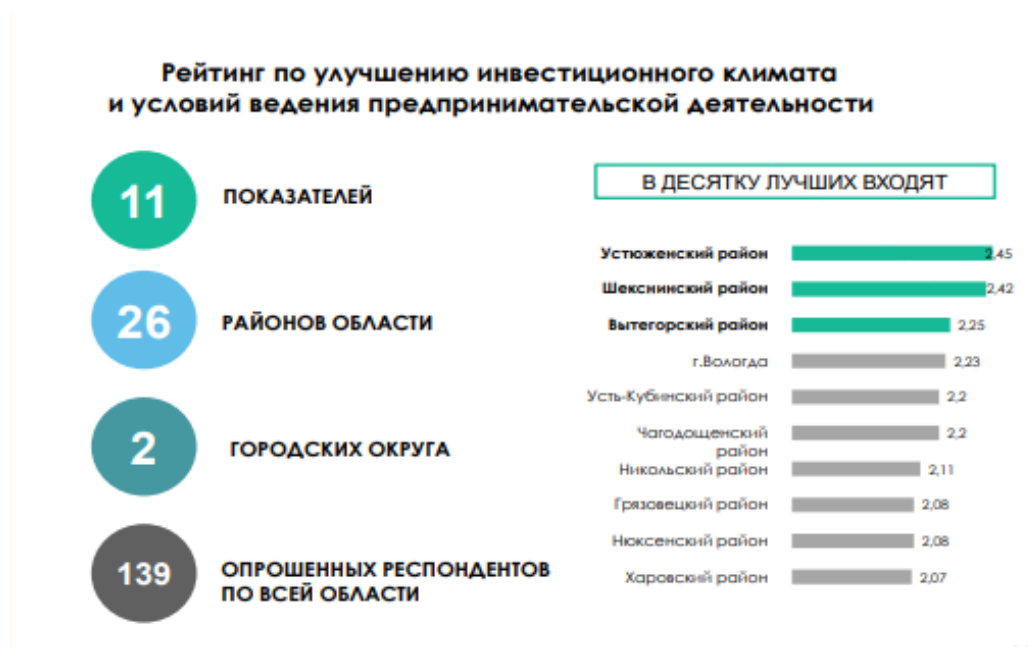 Рейтинг по улучшению инвестиционного климата
и условий ведения предпринимательской деятельности
11
ПОКАЗАТЕЛЕЙ
26
РАЙОНОВ ОБЛАСТИ
2
ГОРОДСКИХ ОКРУГА
139
ОПРОШЕННЫХ РЕСПОНДЕНТОВ
ПО ВСЕЙ ОБЛАСТИ
В ДЕСЯТКУ ЛУЧШИХ ВХОДЯТ
Устюженский район 2,45
Шекснинский район 2,42
Вытегорский район 2,25
г.Вологда 2,23
Усть-Кубинский район 2,2
Чагодощенский 2,2
район
Никольский район 2,11
Грязовецкий район 2,08
Нюксенский район 2,08
Харовский район 2,07